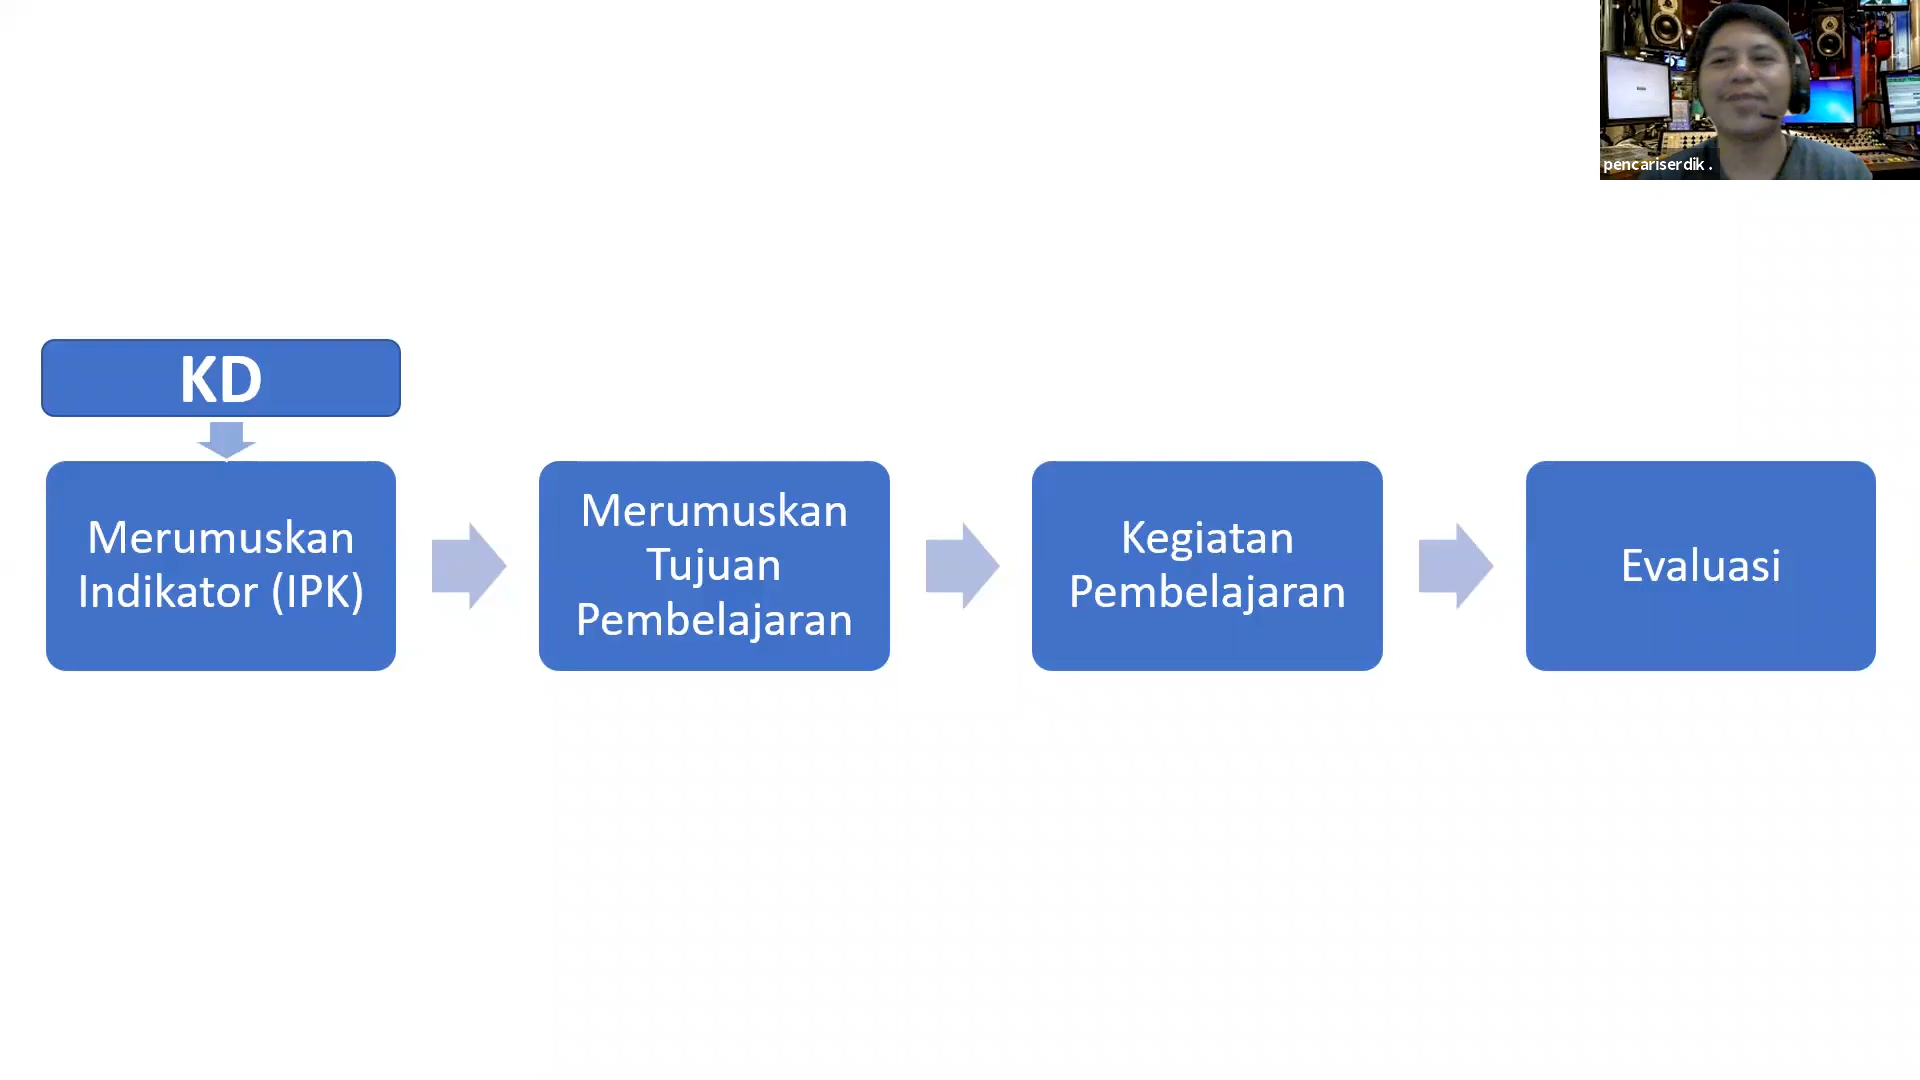 pencariserdik .
KD
Merumuskan
Indikator (IPK)
Merumuskan
Tujuan
Pembelajaran
Kegiatan
Pembelajaran
Evaluasi